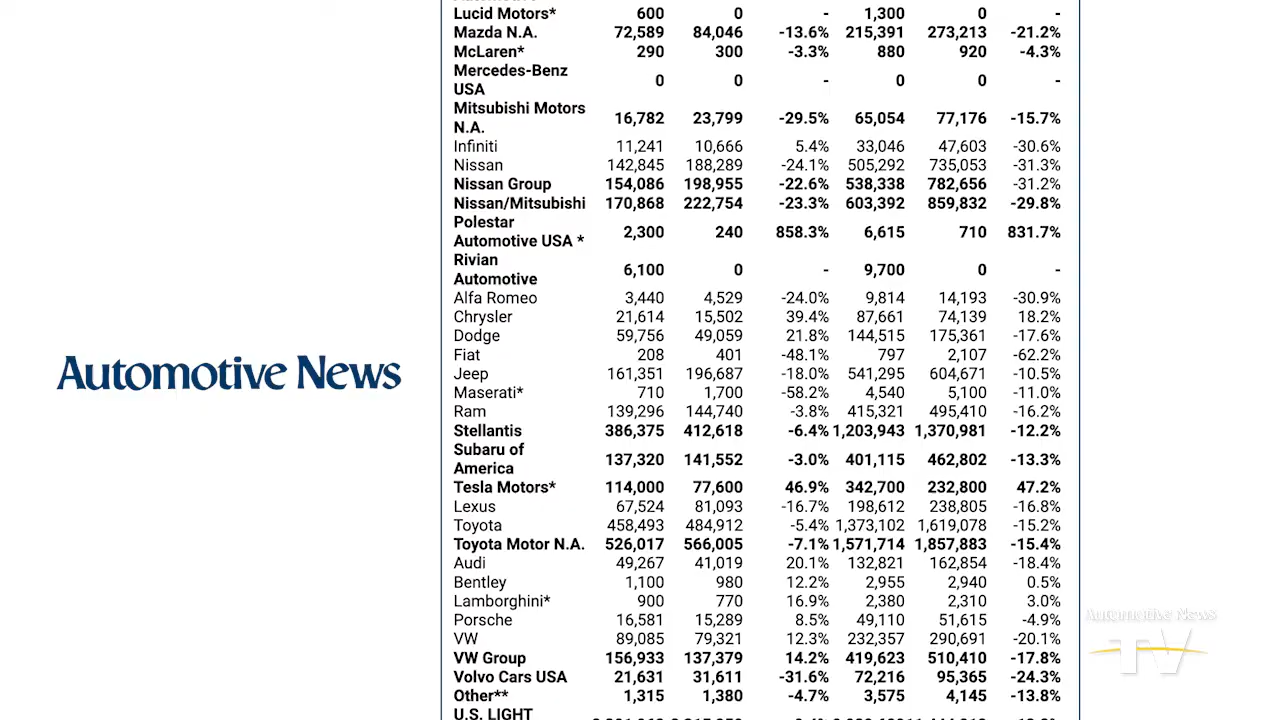 Lucid Motors* 600 0 - 1,300 0 -
Mazda N.A. 72,589 84,046 -13.6% 215,391 273,213 -21.2%
McLaren* 290 300 -3.3% 880 920 -4.3%
Mercedes-Benz
USA 0 0 - 0 0 -
Mitsubishi Motors
N.A. 16,782 23,799 -29.5% 65,054 77,176 -15.7%
Infiniti 11,241 10,666 5.4% 33,046 47,603 -30.6%
Nissan 142,845 188,289 -24.1% 505,292 735,053 -31.3%
Nissan Group 154,086 198,955 -22.6% 538,338 782,656 -31.2%
Nissan/Mitsubishi 170,868 222,754 -23.3% 603,392 859,832 -29.8%
Polestar
Automotive USA * 2,300 240 858.3% 6,615 710 831.7%
Rivian
Automotive 6,100 0 - 9,700 0 -
Alfa Romeo 3,440 4,529 -24.0% 9,814 14,193 -30.9%
Chrysler 21,614 15,502 39.4% 87,661 74,139 18.2%
Dodge 59,756 49,059 21.8% 144,515 175,361 -17.6%
Fiat 208 401 -48.1% 797 2,107 -62.2%
Automotive News
Jeep 161,351 196,687 -18.0% 541,295 604,671 -10.5%
Maserati* 710 1,700 -58.2% 4,540 5,100 -11.0%
Ram 139,296 144,740 -3.8% 415,321 495,410 -16.2%
Stellantis 386,375 412,618 -6.4% 1,203,943 1,370,981 -12.2%
Subaru of
America 137,320 141,552 -3.0% 401,115 462,802 -13.3%
Tesla Motors* 114,000 77,600 46.9% 342,700 232,800 47.2%
Lexus 67,524 81,093 -16.7% 198,612 238,805 -16.8%
Toyota 458,493 484,912 -5.4% 1,373,102 1,619,078 -15.2%
Toyota Motor N.A. 526,017 566,005 -7.1% 1,571,714 1,857,883 -15.4%
Audi 49,267 41,019 20.1% 132,821 162,854 -18.4%
Bentley 1,100 980 12.2% 2,955 2,940 0.5%
Lamborghini* 900 770 16.9% 2,380 2,310 3.0%
Porsche 16,581 15,289 8.5% 49,110 51,615 -4.9%
VW 89,085 79,321 12.3% 232,357 290,691 -20.1%
VW Group 156,933 137,379 14.2% 419,623 510,410 -17.8%
Volvo Cars USA 21,631 31,611 -31.6% 72,216 95,365 -24.3%
Other** 1,315 1,380 -4.7% 3,575 4,145 -13.8%
U.S. LIGHT
Automotive News
TV